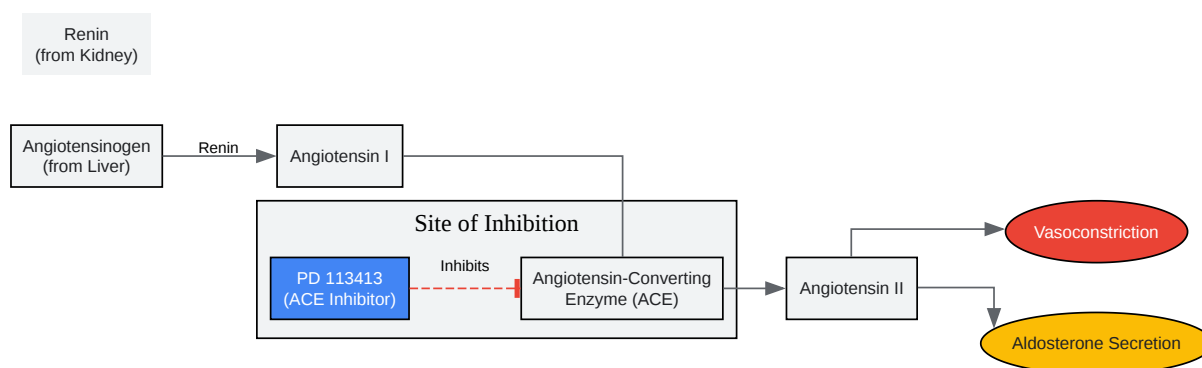 Renin
(from Kidney)
Angiotensinogen
(from Liver)
Renin
Angiotensin I
Site of Inhibition
PD 113413
(ACE Inhibitor)
Inhibits
Angiotensin-Converting
Enzyme (ACE)
Angiotensin II
Vasoconstriction
Aldosterone Secretion